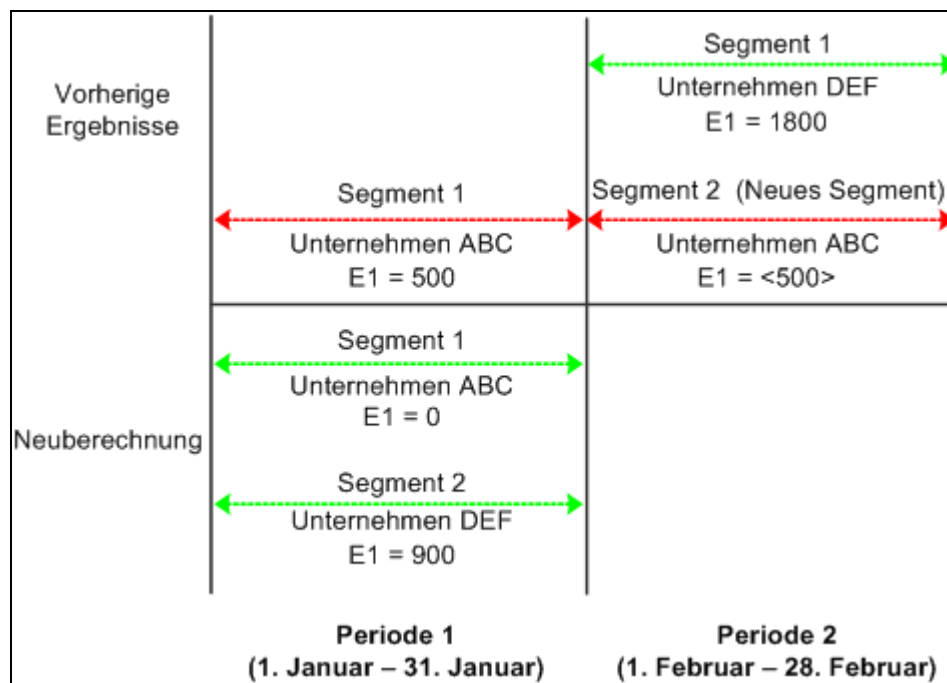 Vorherige
Ergebnisse
Segment 1
Unternehmen DEF
E1 = 1800
Segment 1
Unternehmen ABC
E1 = 500
Segment 2 (Neues Segment)
Unternehmen ABC
E1 = <500>
Neuberechnung
Segment 1
Unternehmen ABC
E1 = 0
Segment 2
Unternehmen DEF
E1 = 900
Periode 1
(1. Januar – 31. Januar)
Periode 2
(1. Februar – 28. Februar)